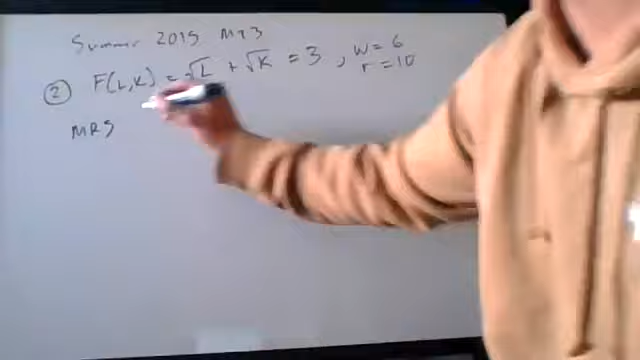 Summer 2015 MT3
② F(L,K) = √L + √K = 3 , w = 6
r = 10
MRS